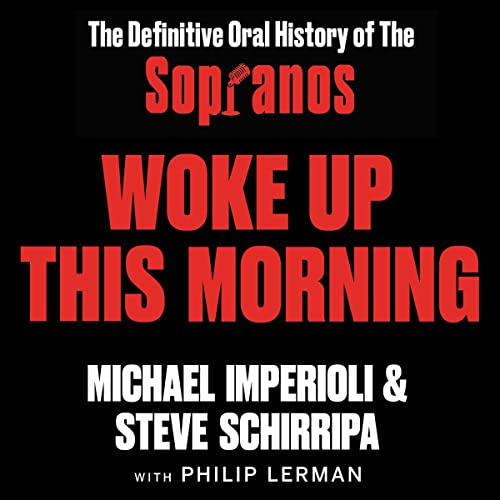 The Definitive Oral History of The
Sopranos
WOKE UP
THIS MORNING
MICHAEL IMPERIOLI &
STEVE SCHIRRIPA
WITH PHILIP LERMAN